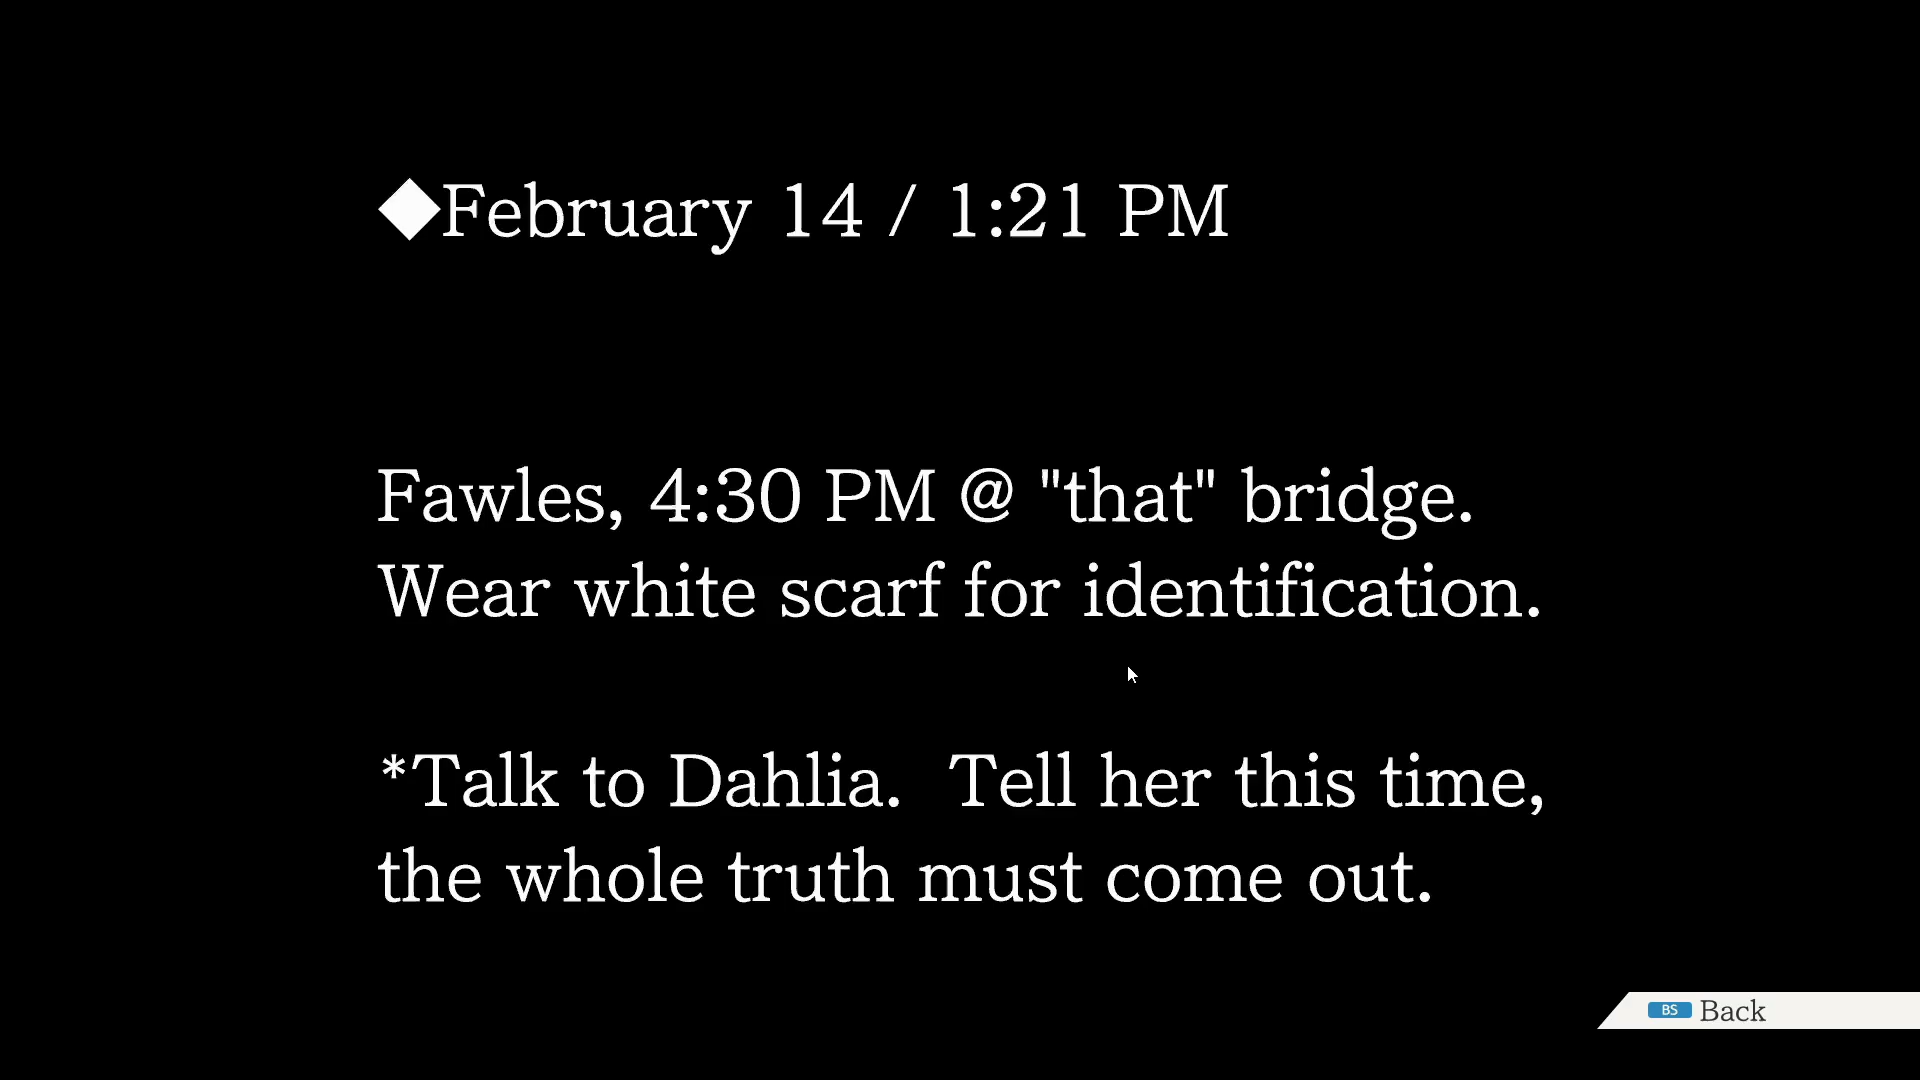 ◆February 14 / 1:21 PM
Fawles, 4:30 PM @ "that" bridge.
Wear white scarf for identification.
*Talk to Dahlia.  Tell her this time,
the whole truth must come out.
BS Back